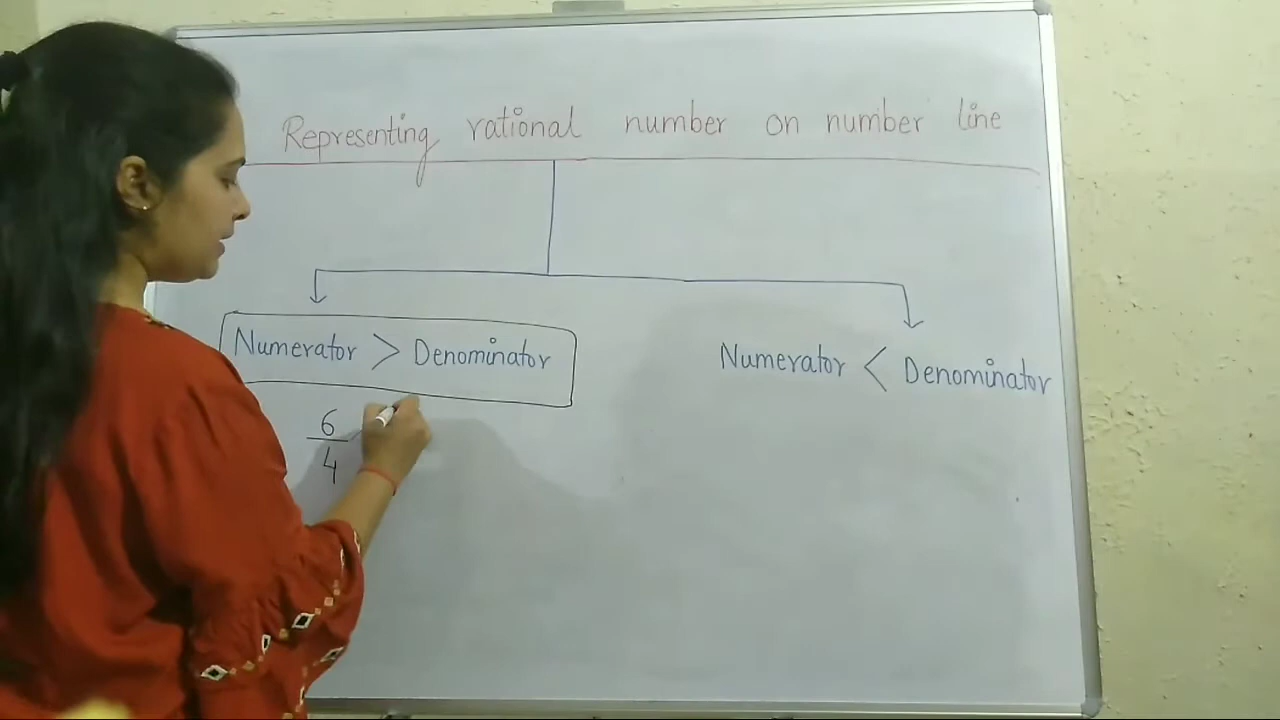 Representing rational number on number line
Numerator > Denominator
Numerator < Denominator
6
4